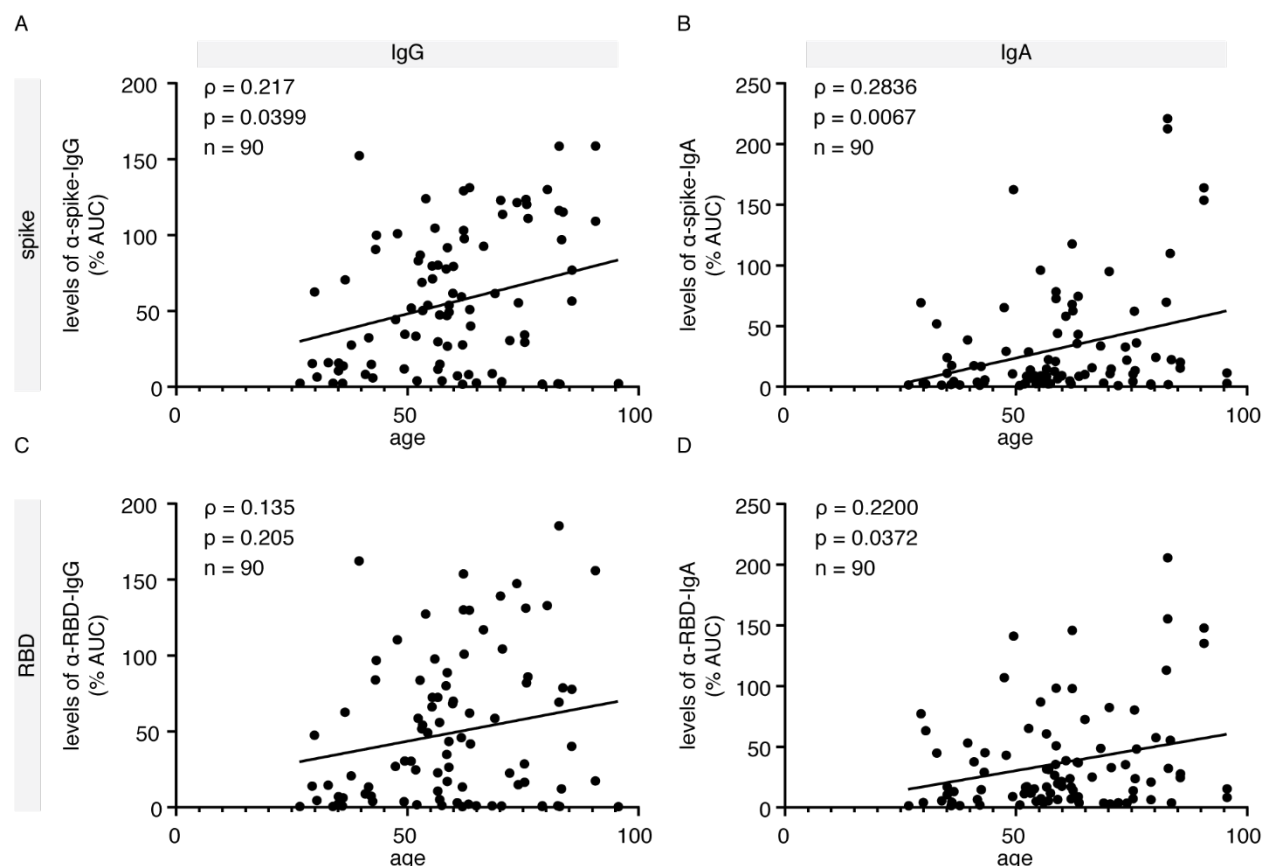 A
IgG
spike
levels of α-spike-IgG
(% AUC)
ρ = 0.217
p = 0.0399
n = 90
200
150
100
50
0
0
50
100
age
B
IgA
levels of α-spike-IgA
(% AUC)
ρ = 0.2836
p = 0.0067
n = 90
250
200
150
100
50
0
0
50
100
age
C
RBD
levels of α-RBD-IgG
(% AUC)
ρ = 0.135
p = 0.205
n = 90
200
150
100
50
0
0
50
100
age
D
levels of α-RBD-IgA
(% AUC)
ρ = 0.2200
p = 0.0372
n = 90
250
200
150
100
50
0
0
50
100
age